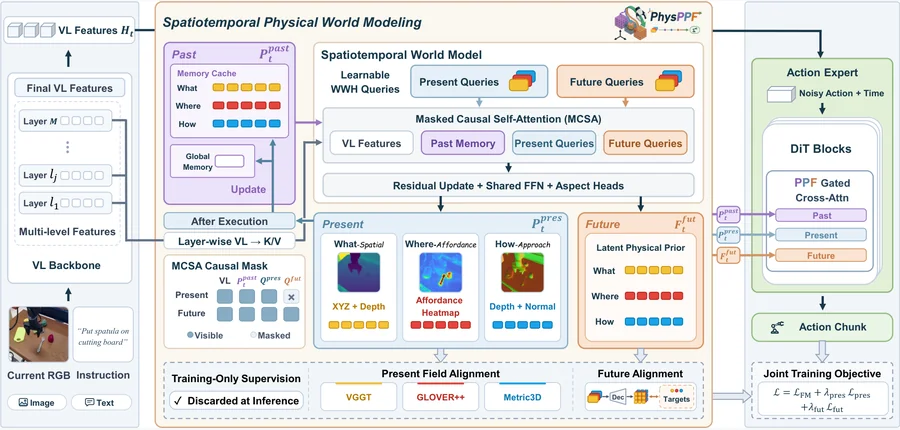 VL Features H_t
Final VL Features
Layer M
Layer l_j
Layer l_1
Multi-level Features
VL Backbone
"Put spatula on
cutting board"
Current RGB
Instruction
Image
Text
Spatiotemporal Physical World Modeling
PhysPPF
Past
P_t^past
Memory Cache
What
Where
How
Global
Memory
Update
After Execution
Layer-wise VL → K/V
MCSA Causal Mask
VL P_t^past Q^pres Q^fut
Present
Future
Visible
Masked
Spatiotemporal World Model
Learnable
WWH Queries
Present Queries
Future Queries
Masked Causal Self-Attention (MCSA)
VL Features
Past Memory
Present Queries
Future Queries
Residual Update + Shared FFN + Aspect Heads
Present
P_t^pres
What-Spatial
XYZ + Depth
Where-Affordance
Affordance
Heatmap
How-Approach
Depth + Normal
Future
F_t^fut
Latent Physical Prior
What
Where
How
Training-Only Supervision
✓ Discarded at Inference
Present Field Alignment
VGGT
GLOVER++
Metric3D
Future Alignment
Dec
Targets
P_t^past
P_t^pres
F_t^fut
Action Expert
Noisy Action + Time
DiT Blocks
PPF Gated
Cross-Attn
Past
Present
Future
Action Chunk
Joint Training Objective
ℒ = ℒ_FM + λ_pres ℒ_pres
+λ_fut ℒ_fut